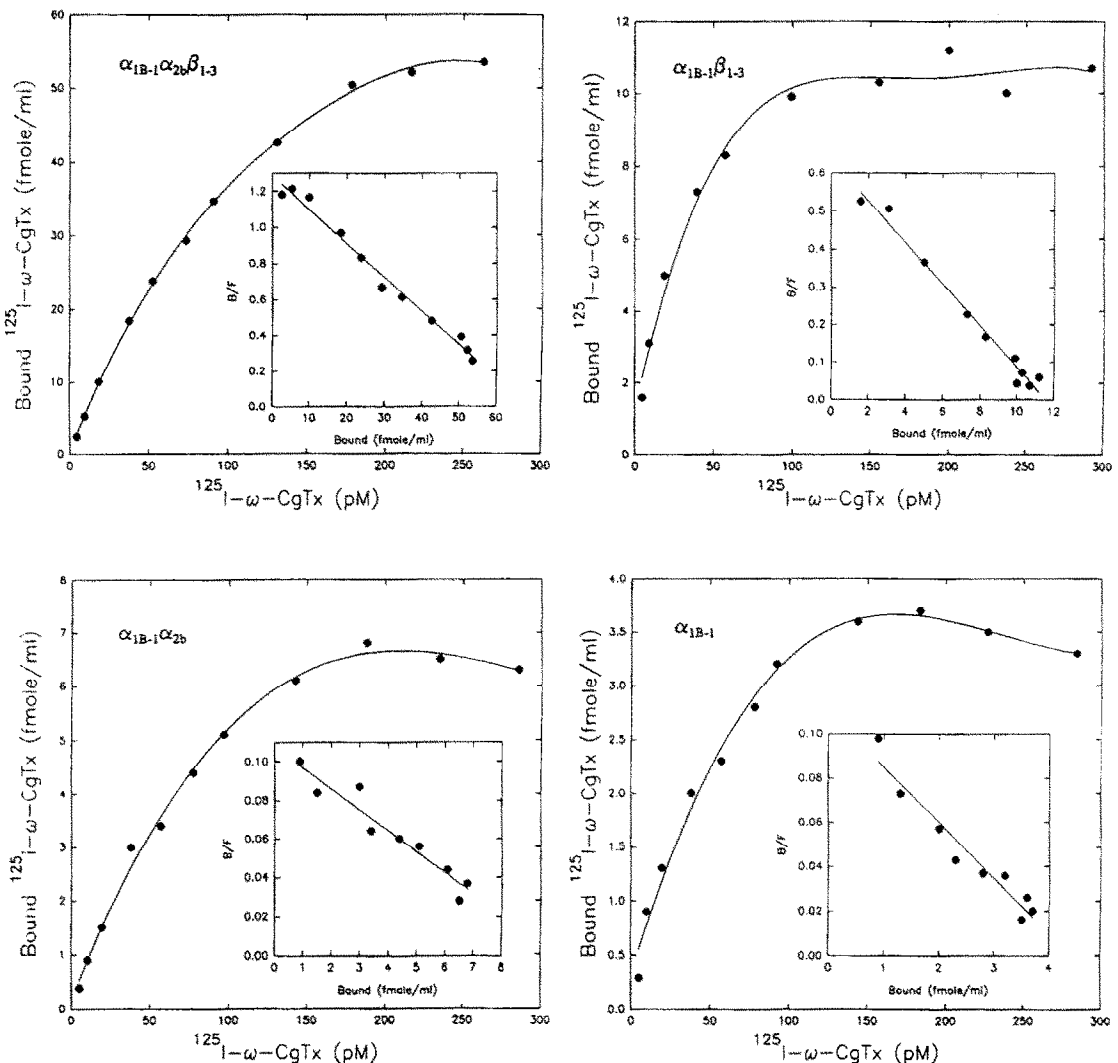 α1B-1α2bβ1-3
Bound 125I-ω-CgTx (fmole/ml)
60
50
40
30
20
10
0
0 50 100 150 200 250 300
125I-ω-CgTx (pM)
B/F
1.2
1.0
0.8
0.6
0.4
0.2
0.0
0 10 20 30 40 50 60
Bound (fmole/ml)
α1B-1β1-3
Bound 125I-ω-CgTx (fmole/ml)
12
10
8
6
4
2
0
0 50 100 150 200 250 300
125I-ω-CgTx (pM)
B/F
0.6
0.5
0.4
0.3
0.2
0.1
0.0
0 2 4 6 8 10 12
Bound (fmole/ml)
α1B-1α2b
Bound 125I-ω-CgTx (fmole/ml)
8
7
6
5
4
3
2
1
0
0 50 100 150 200 250 300
125I-ω-CgTx (pM)
B/F
0.10
0.08
0.06
0.04
0.02
0.00
0 1 2 3 4 5 6 7 8
Bound (fmole/ml)
α1B-1
Bound 125I-ω-CgTx (fmole/ml)
4.0
3.5
3.0
2.5
2.0
1.5
1.0
0.5
0.0
0 50 100 150 200 250 300
125I-ω-CgTx (pM)
B/F
0.10
0.08
0.06
0.04
0.02
0.00
0 1 2 3 4
Bound (fmole/ml)